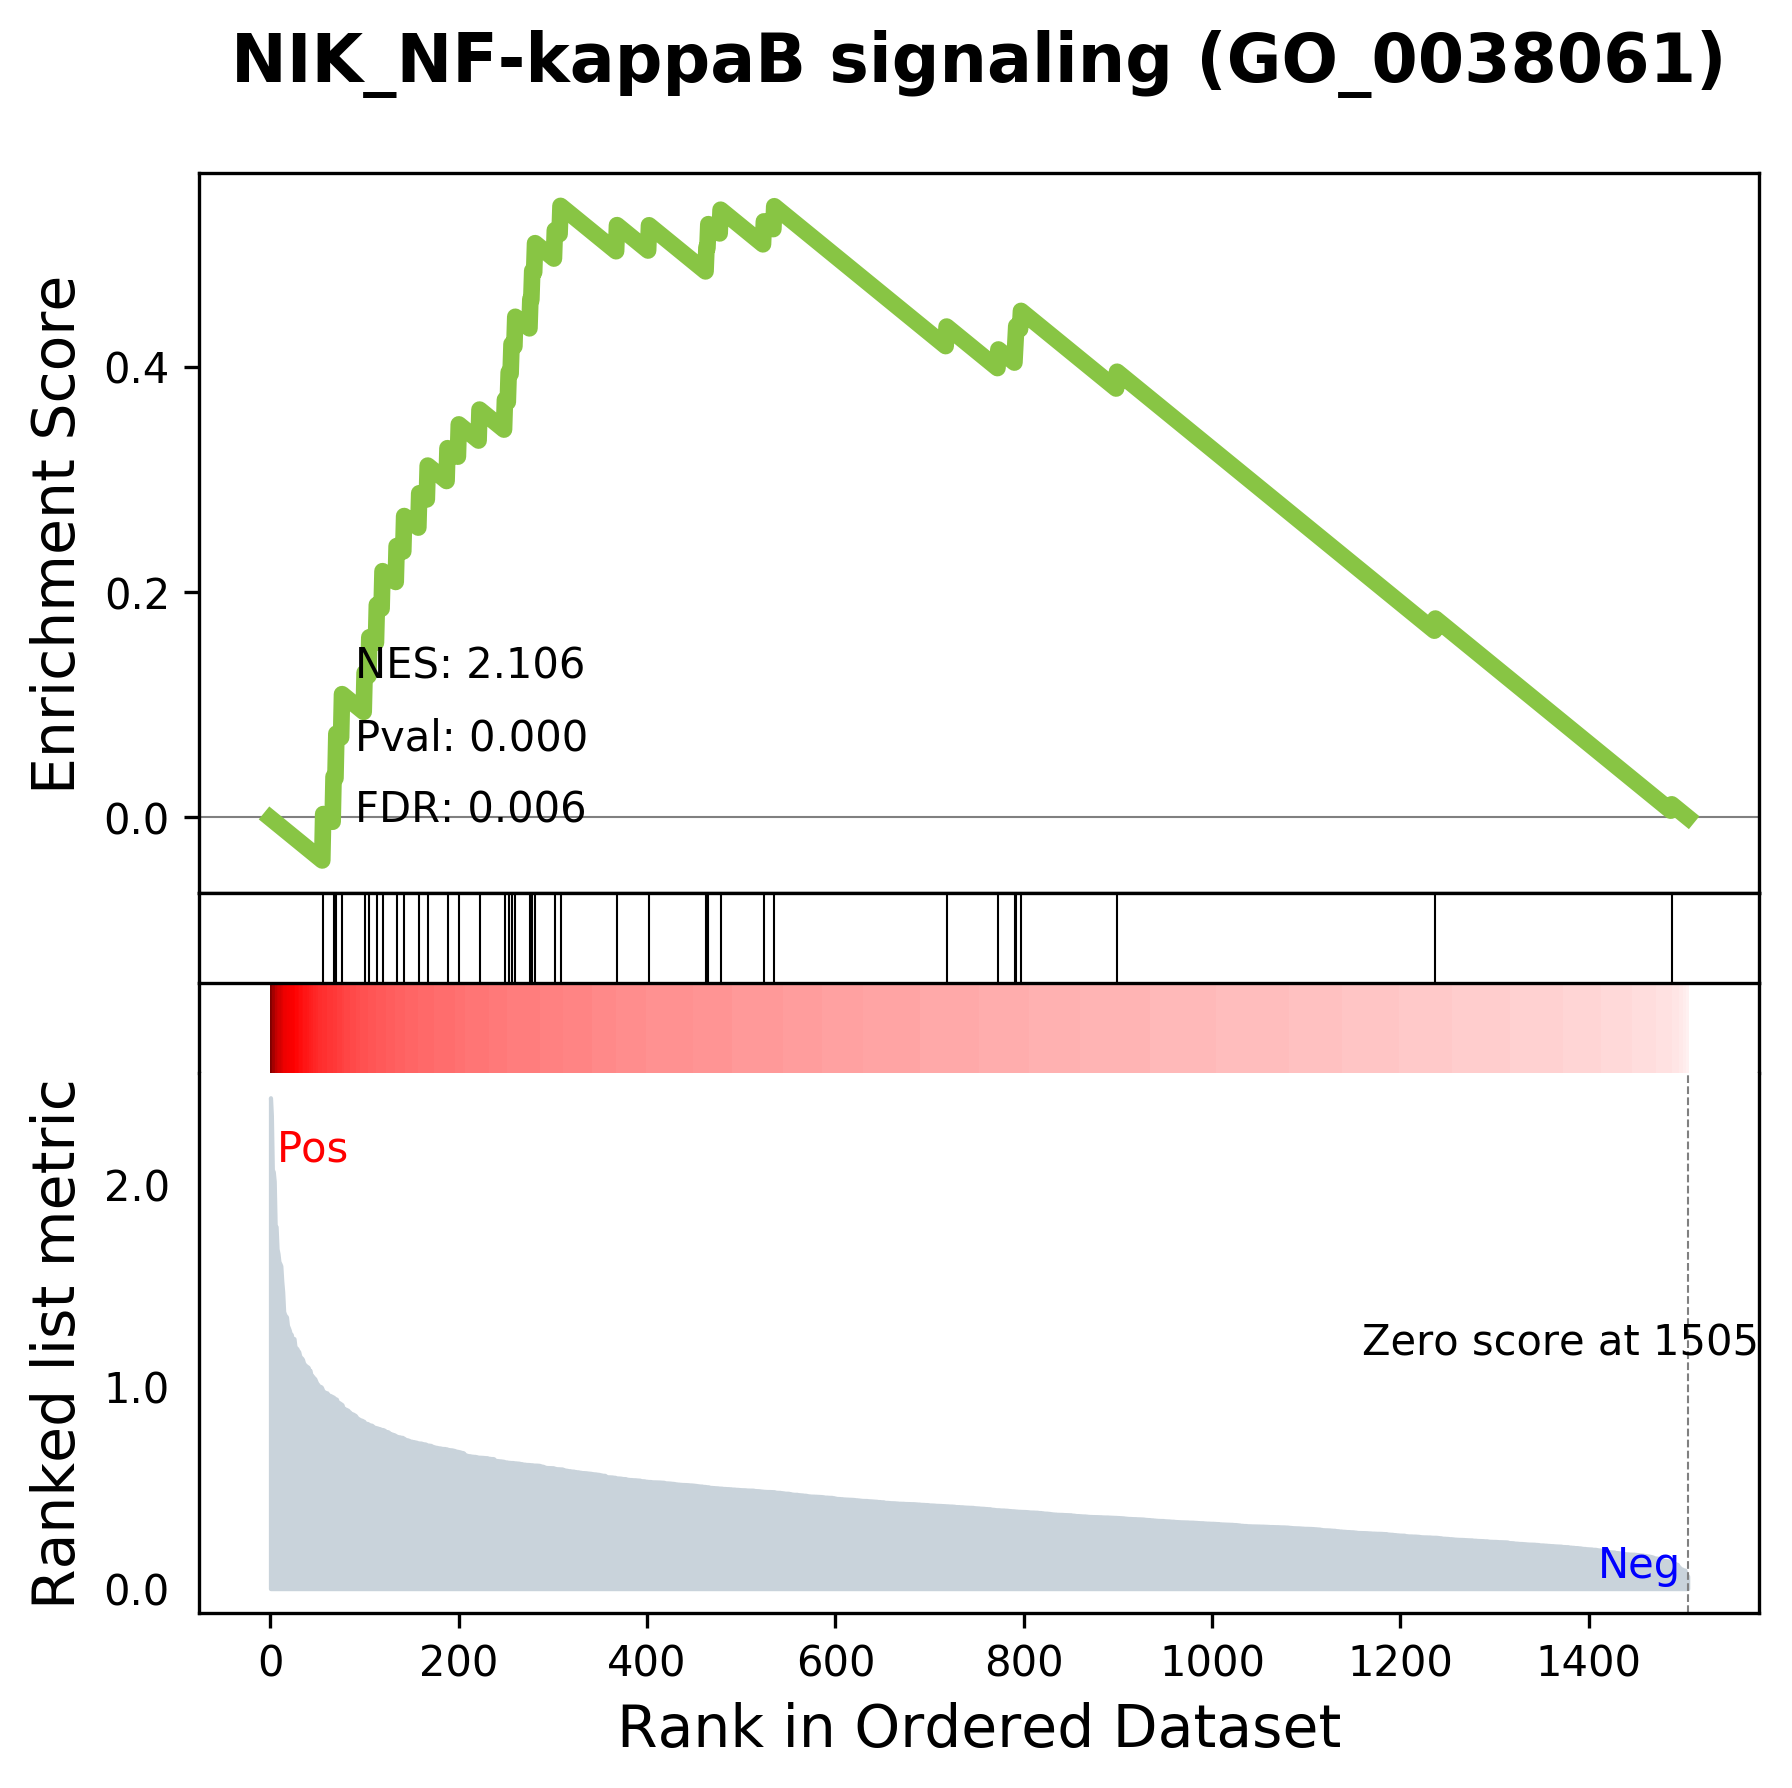 NIK_NF-kappaB signaling (GO_0038061)
Enrichment Score
0.4
0.2
0.0
NES: 2.106
Pval: 0.000
FDR: 0.006
Ranked list metric
2.0
1.0
0.0
Pos
Zero score at 1505
Neg
0 200 400 600 800 1000 1200 1400
Rank in Ordered Dataset